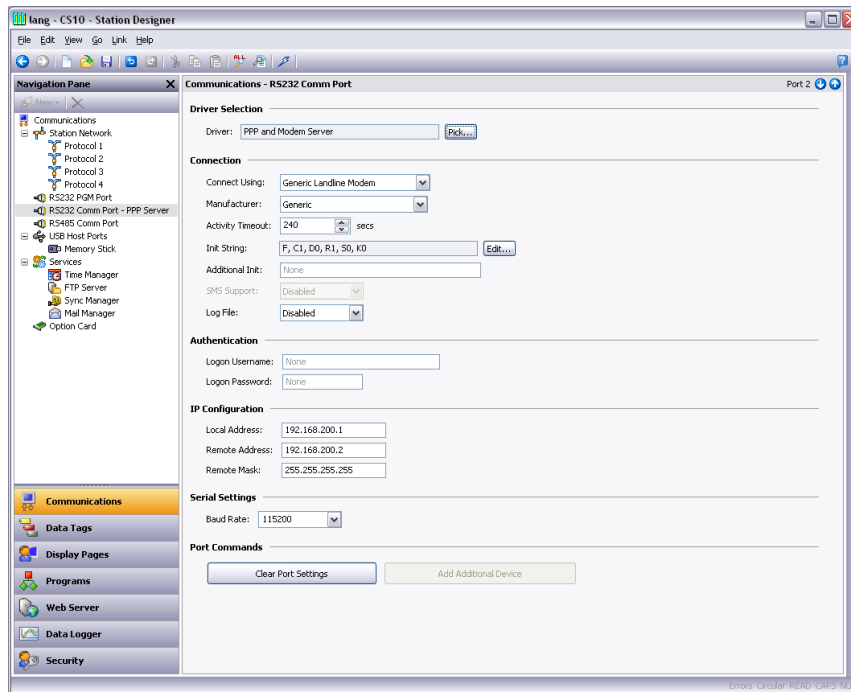 lang - CS10 - Station Designer
File Edit View Go Link Help
Navigation Pane
Communications - RS232 Comm Port
Port 2
New
Communications
Station Network
Protocol 1
Protocol 2
Protocol 3
Protocol 4
RS232 PGM Port
RS232 Comm Port - PPP Server
RS485 Comm Port
USB Host Ports
Memory Stick
Services
Time Manager
FTP Server
Sync Manager
Mail Manager
Option Card
Driver Selection
Driver: PPP and Modem Server Pick...
Connection
Connect Using: Generic Landline Modem
Manufacturer: Generic
Activity Timeout: 240 secs
Init String: F, C1, D0, R1, S0, K0 Edit...
Additional Init: None
SMS Support: Disabled
Log File: Disabled
Authentication
Logon Username: None
Logon Password: None
IP Configuration
Local Address: 192.168.200.1
Remote Address: 192.168.200.2
Remote Mask: 255.255.255.255
Serial Settings
Baud Rate: 115200
Port Commands
Clear Port Settings Add Additional Device
Communications
Data Tags
Display Pages
Programs
Web Server
Data Logger
Security
Errors Circular READ CAPS